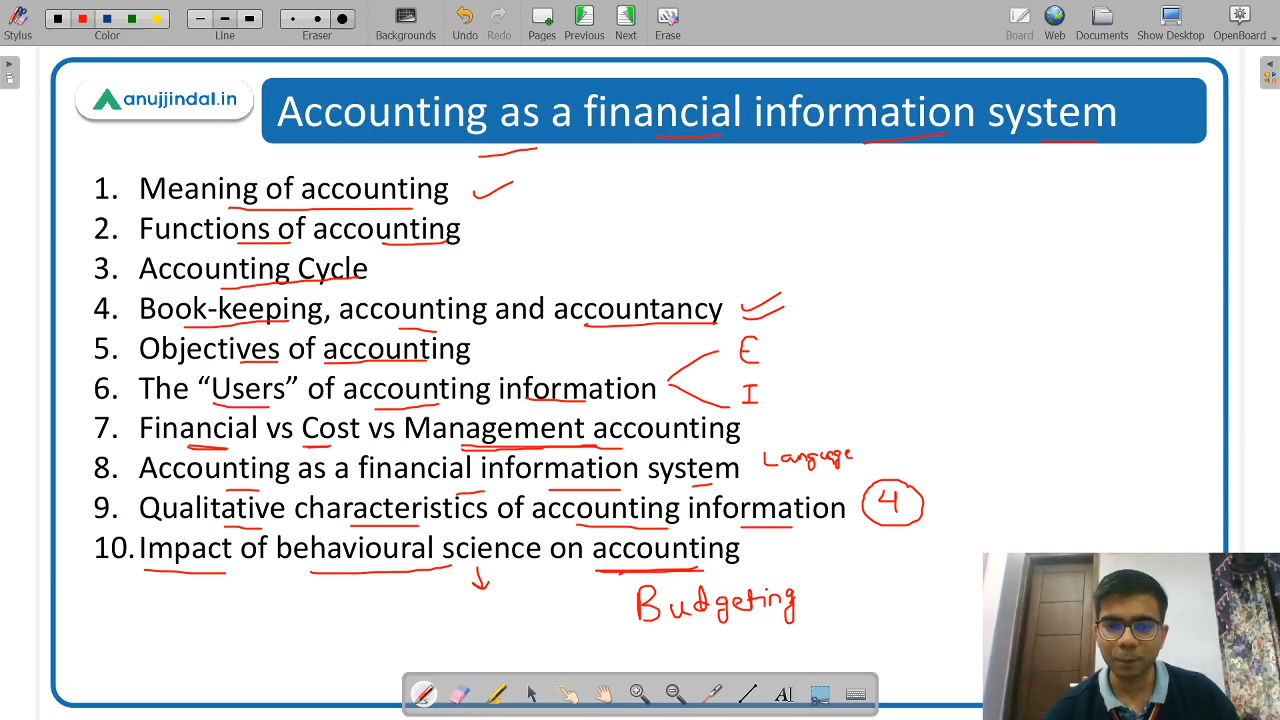 Stylus
Color
Line
Eraser
Backgrounds
Undo
Redo
Pages
Previous
Next
Erase
Board
Web
Documents
Show Desktop
OpenBoard
anujjindal.in
Accounting as a financial information system
1. Meaning of accounting
2. Functions of accounting
3. Accounting Cycle
4. Book-keeping, accounting and accountancy
5. Objectives of accounting
E
6. The “Users” of accounting information
I
7. Financial vs Cost vs Management accounting
8. Accounting as a financial information system
Language
9. Qualitative characteristics of accounting information
4
10. Impact of behavioural science on accounting
Budgeting
AI